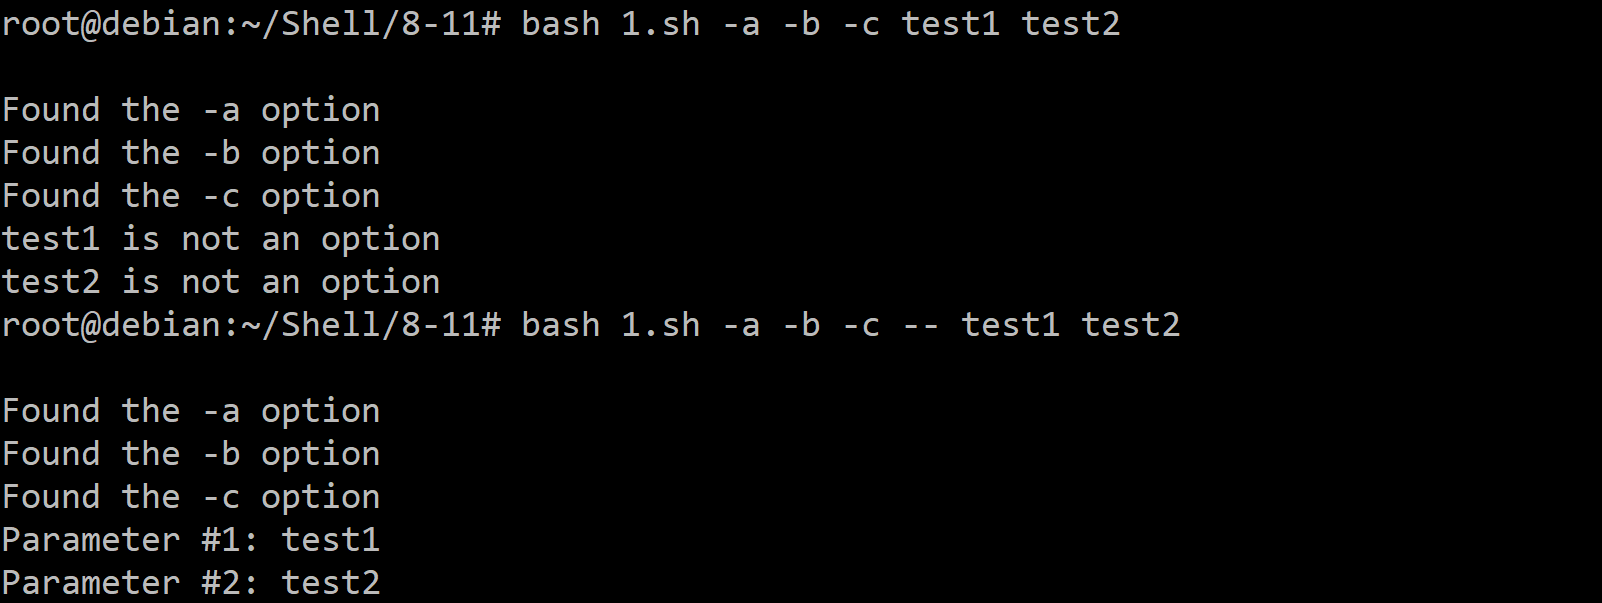 root@debian:~/Shell/8-11# bash 1.sh -a -b -c test1 test2
Found the -a option
Found the -b option
Found the -c option
test1 is not an option
test2 is not an option
root@debian:~/Shell/8-11# bash 1.sh -a -b -c -- test1 test2
Found the -a option
Found the -b option
Found the -c option
Parameter #1: test1
Parameter #2: test2